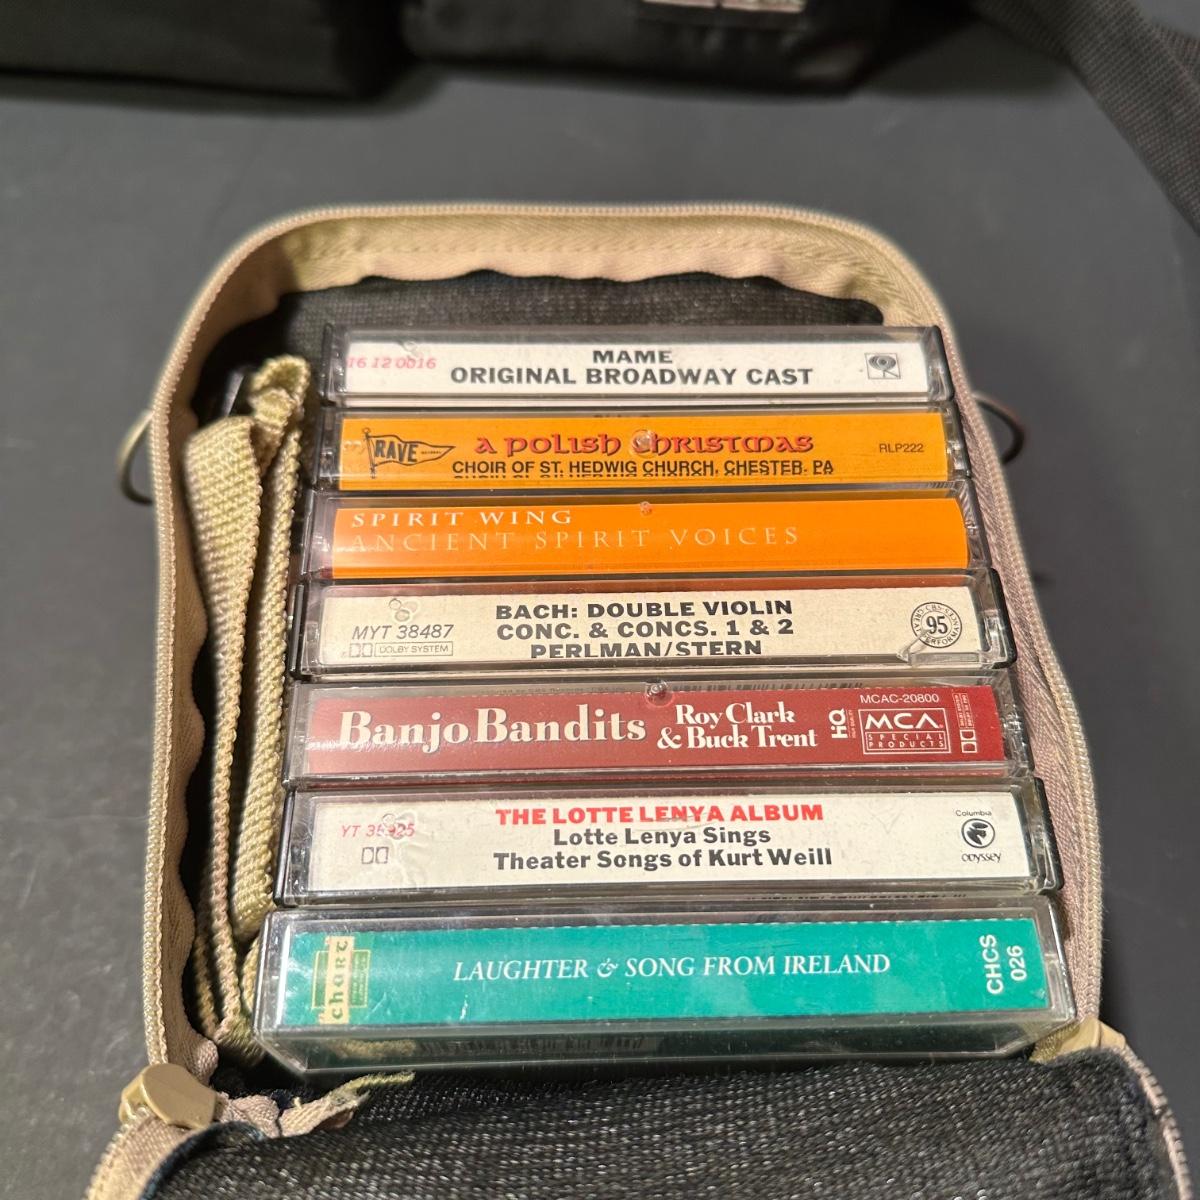 16 12 0016
MAME
ORIGINAL BROADWAY CAST
RAVE
a polish christmas
CHOIR OF ST. HEDWIG CHURCH, CHESTER, PA
RLP222
SPIRIT WING
ANCIENT SPIRIT VOICES
MYT 38487
DOLBY SYSTEM
BACH: DOUBLE VIOLIN
CONC. & CONCS. 1 & 2
PERLMAN/STERN
95
Banjo Bandits
Roy Clark
& Buck Trent
HQ
MCAC-20800
MCA
SPECIAL
PRODUCTS
YT
THE LOTTE LENYA ALBUM
Lotte Lenya Sings
Theater Songs of Kurt Weill
Columbia
ODYSSEY
chart
LAUGHTER & SONG FROM IRELAND
CHCS
026